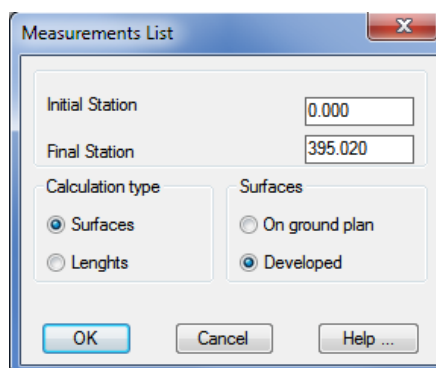 Measurements List
X
Initial Station 0.000
Final Station 395.020
Calculation type Surfaces
Surfaces On ground plan
Lenghts Developed
OK Cancel Help ...